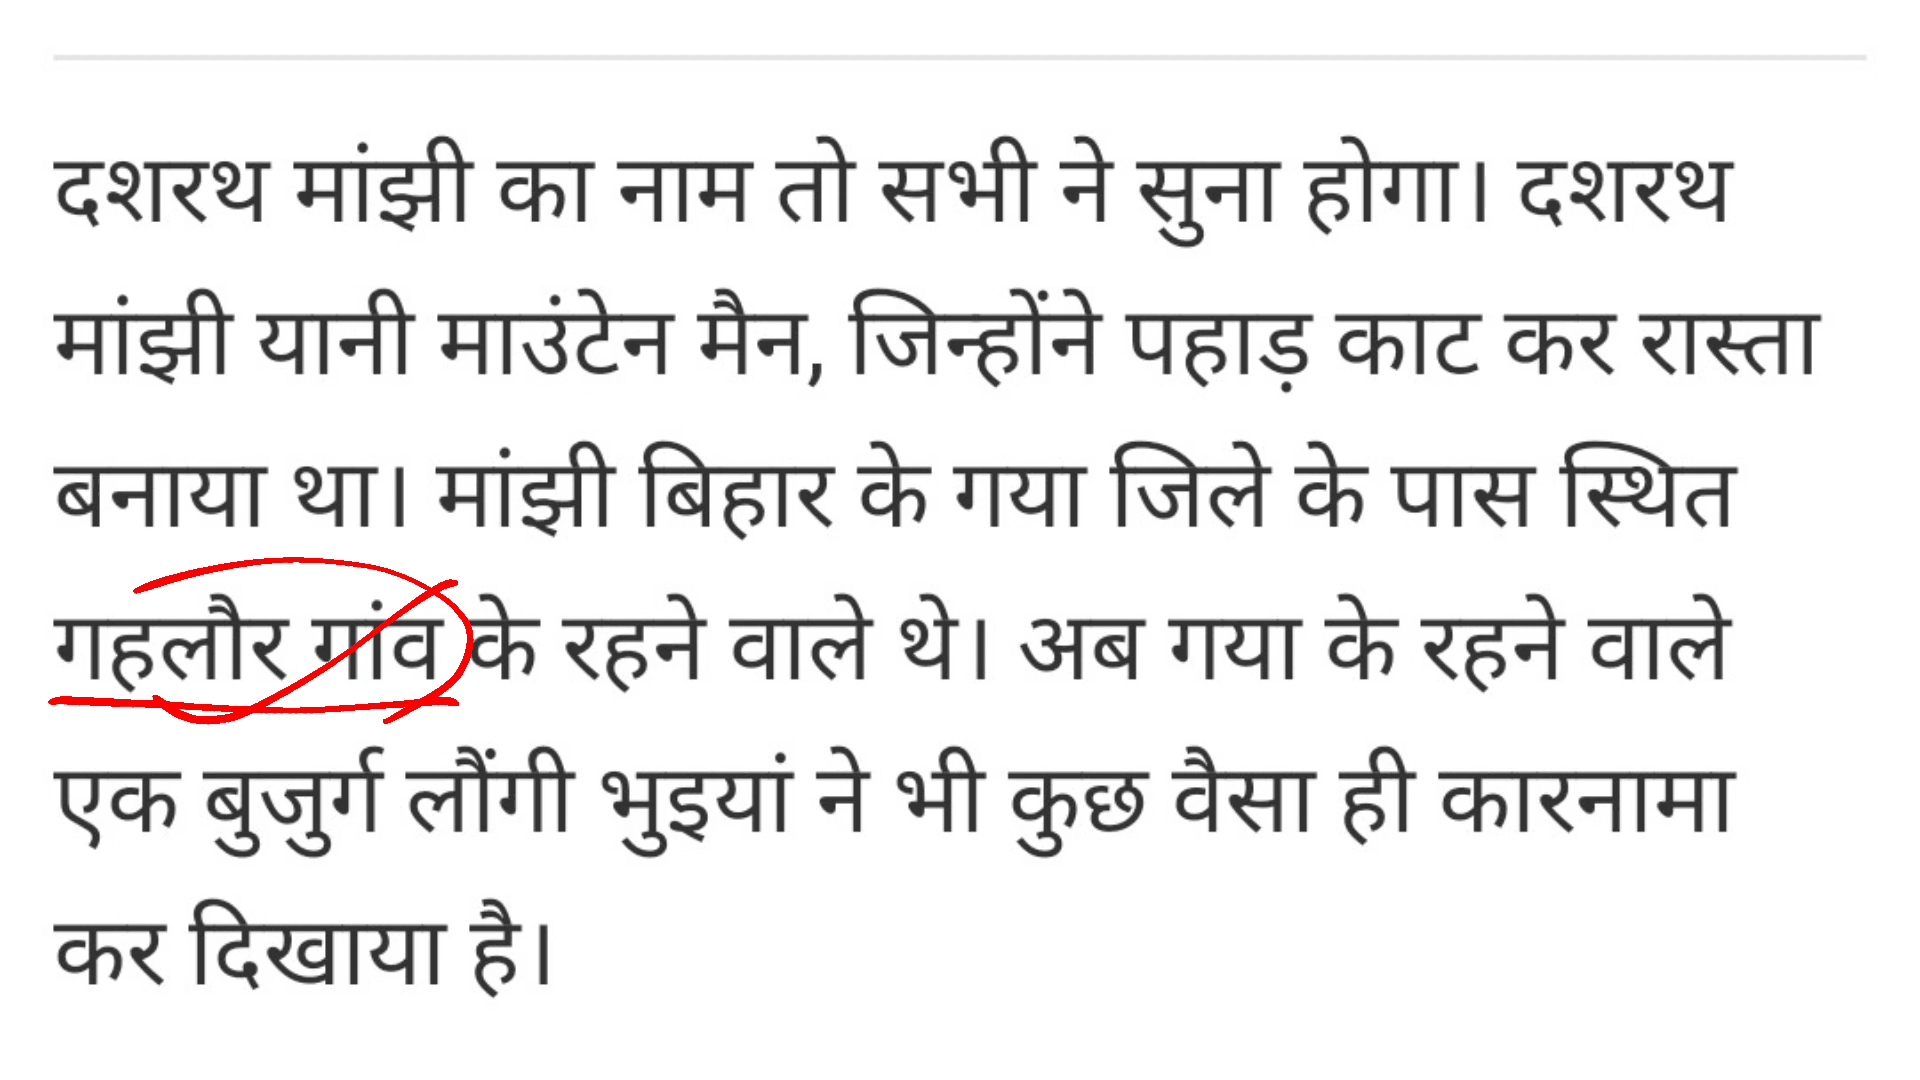 दशरथ मांझी का नाम तो सभी ने सुना होगा। दशरथ
मांझी यानी माउंटेन मैन, जिन्होंने पहाड़ काट कर रास्ता
बनाया था। मांझी बिहार के गया जिले के पास स्थित
गहलौर गांव के रहने वाले थे। अब गया के रहने वाले
एक बुजुर्ग लौंगी भुइयां ने भी कुछ वैसा ही कारनामा
कर दिखाया है।